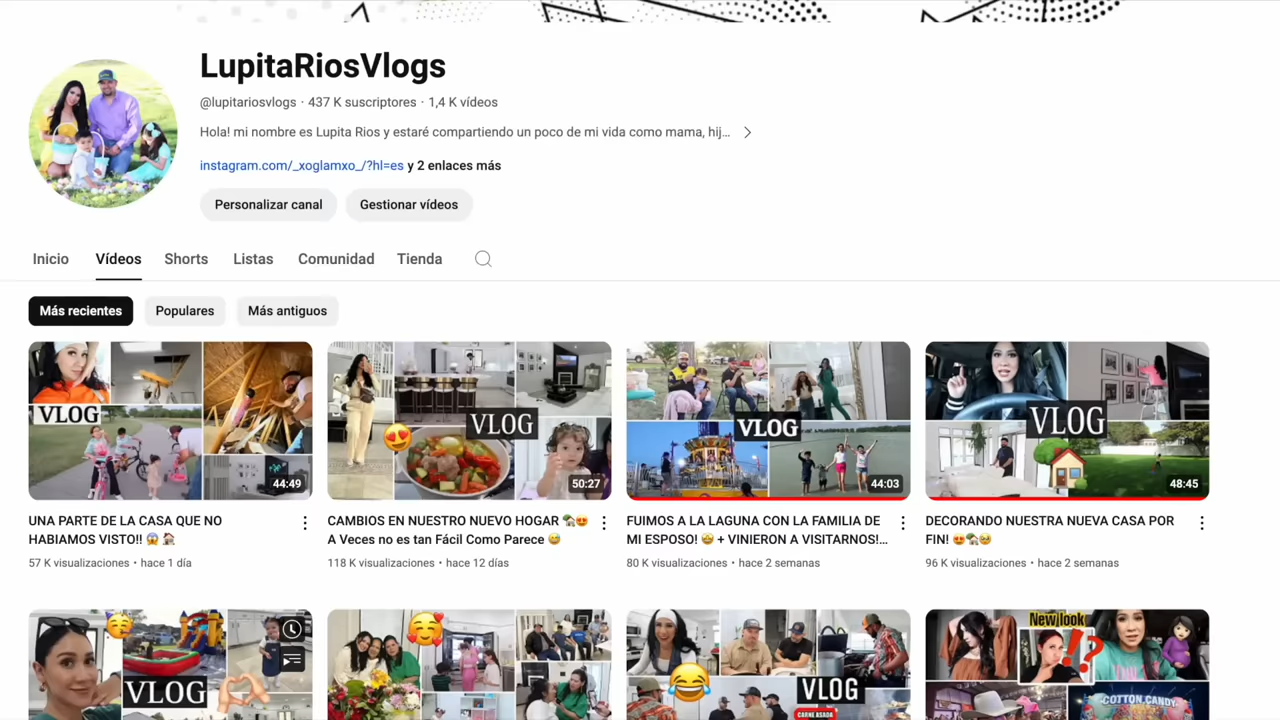 LupitaRiosVlogs
@lupitariosvlogs · 437 K suscriptores · 1,4 K vídeos
Hola! mi nombre es Lupita Rios y estaré compartiendo un poco de mi vida como mama, hij...
instagram.com/_xoglamxo_/?hl=es y 2 enlaces más
Personalizar canal Gestionar vídeos
Inicio Vídeos Shorts Listas Comunidad Tienda
Más recientes Populares Más antiguos
VLOG
44:49
VLOG
50:27
VLOG
44:03
VLOG
48:45
UNA PARTE DE LA CASA QUE NO
HABIAMOS VISTO!! 😱🏠
57 K visualizaciones • hace 1 día
CAMBIOS EN NUESTRO NUEVO HOGAR 🏡😍
A Veces no es tan Fácil Como Parece 😅
118 K visualizaciones • hace 12 días
FUIMOS A LA LAGUNA CON LA FAMILIA DE
MI ESPOSO! 🤩 + VINIERON A VISITARNOS!...
80 K visualizaciones • hace 2 semanas
DECORANDO NUESTRA NUEVA CASA POR
FIN! 😍🏡🥹
96 K visualizaciones • hace 2 semanas
VLOG
VLOG
CARNE ASADA
New look
!?
COTTON CANDY